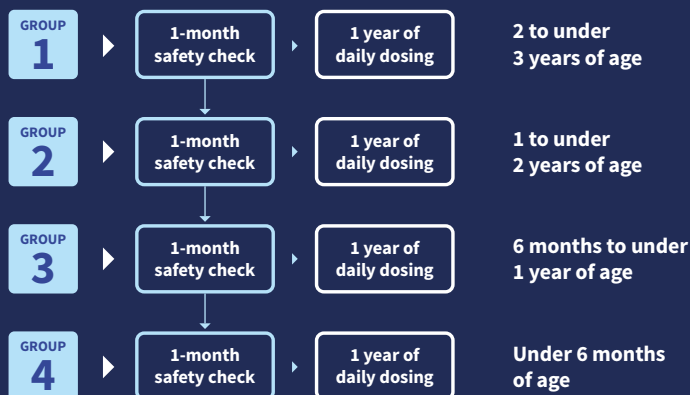 GROUP
1
1-month
safety check
1 year of
daily dosing
2 to under
3 years of age
GROUP
2
1-month
safety check
1 year of
daily dosing
1 to under
2 years of age
GROUP
3
1-month
safety check
1 year of
daily dosing
6 months to under
1 year of age
GROUP
4
1-month
safety check
1 year of
daily dosing
Under 6 months
of age